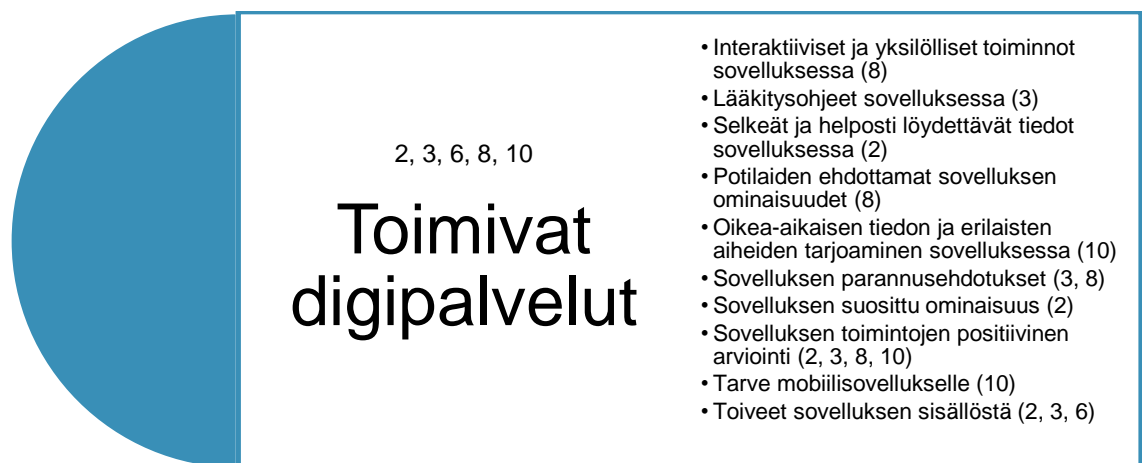 2, 3, 6, 8, 10
Toimivat
digipalvelut
• Interaktiiviset ja yksilölliset toiminnot
sovelluksessa (8)
• Lääkitysohjeet sovelluksessa (3)
• Selkeät ja helposti löydettävät tiedot
sovelluksessa (2)
• Potilaiden ehdottamat sovelluksen
ominaisuudet (8)
• Oikea-aikaisen tiedon ja erilaisten
aiheiden tarjoaminen sovelluksessa (10)
• Sovelluksen parannusehdotukset (3, 8)
• Sovelluksen suosittu ominaisuus (2)
• Sovelluksen toimintojen positiivinen
arviointi (2, 3, 8, 10)
• Tarve mobiilisovellukselle (10)
• Toiveet sovelluksen sisällöstä (2, 3, 6)